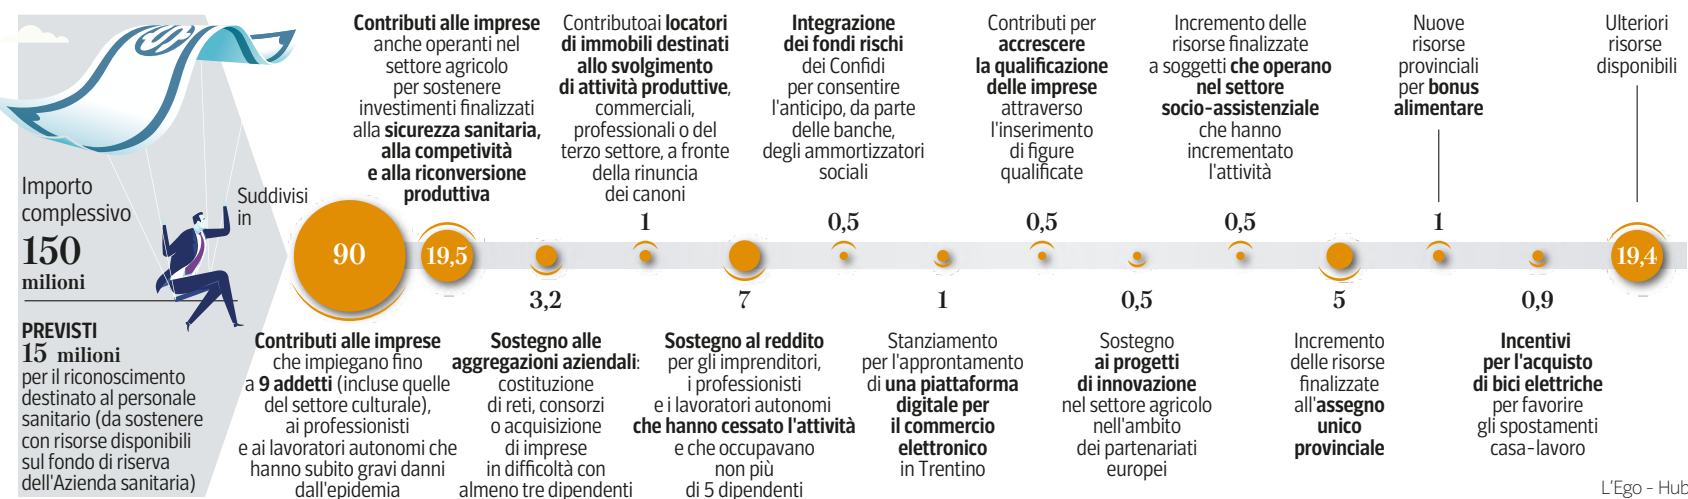 Importo
complessivo
150
milioni
PREVISTI
15 milioni
per il riconoscimento
destinato al personale
sanitario (da sostenere
con risorse disponibili
sul fondo di riserva
dell'Azienda sanitaria)
Suddivisi
in
90
Contributi alle imprese
che impiegano fino
a 9 addetti (incluse quelle
del settore culturale),
ai professionisti
e ai lavoratori autonomi che
hanno subito gravi danni
dall'epidemia
Contributi alle imprese
anche operanti nel
settore agricolo
per sostenere
investimenti finalizzati
alla sicurezza sanitaria,
alla competività
e alla riconversione
produttiva
19,5
3,2
Sostegno alle
aggregazioni aziendali:
costituzione
di reti, consorzi
o acquisizione
di imprese
in difficoltà con
almeno tre dipendenti
Contributoai locatori
di immobili destinati
allo svolgimento
di attività produttive,
commerciali,
professionali o del
terzo settore, a fronte
della rinuncia
dei canoni
1
7
Sostegno al reddito
per gli imprenditori,
i professionisti
e i lavoratori autonomi
che hanno cessato l'attività
e che occupavano
non più
di 5 dipendenti
Integrazione
dei fondi rischi
dei Confidi
per consentire
l'anticipo, da parte
delle banche,
degli ammortizzatori
sociali
0,5
1
Stanziamento
per l'approntamento
di una piattaforma
digitale per
il commercio
elettronico
in Trentino
Contributi per
accrescere
la qualificazione
delle imprese
attraverso
l'inserimento
di figure
qualificate
0,5
0,5
Sostegno
ai progetti
di innovazione
nel settore agricolo
nell'ambito
dei partenariati
europei
Incremento delle
risorse finalizzate
a soggetti che operano
nel settore
socio-assistenziale
che hanno
incrementato
l'attività
0,5
5
Incremento
delle risorse
finalizzate
all'assegno
unico
provinciale
Nuove
risorse
provinciali
per bonus
alimentare
1
0,9
Incentivi
per l'acquisto
di bici elettriche
per favorire
gli spostamenti
casa-lavoro
Ulteriori
risorse
disponibili
19,4
L'Ego - Hub